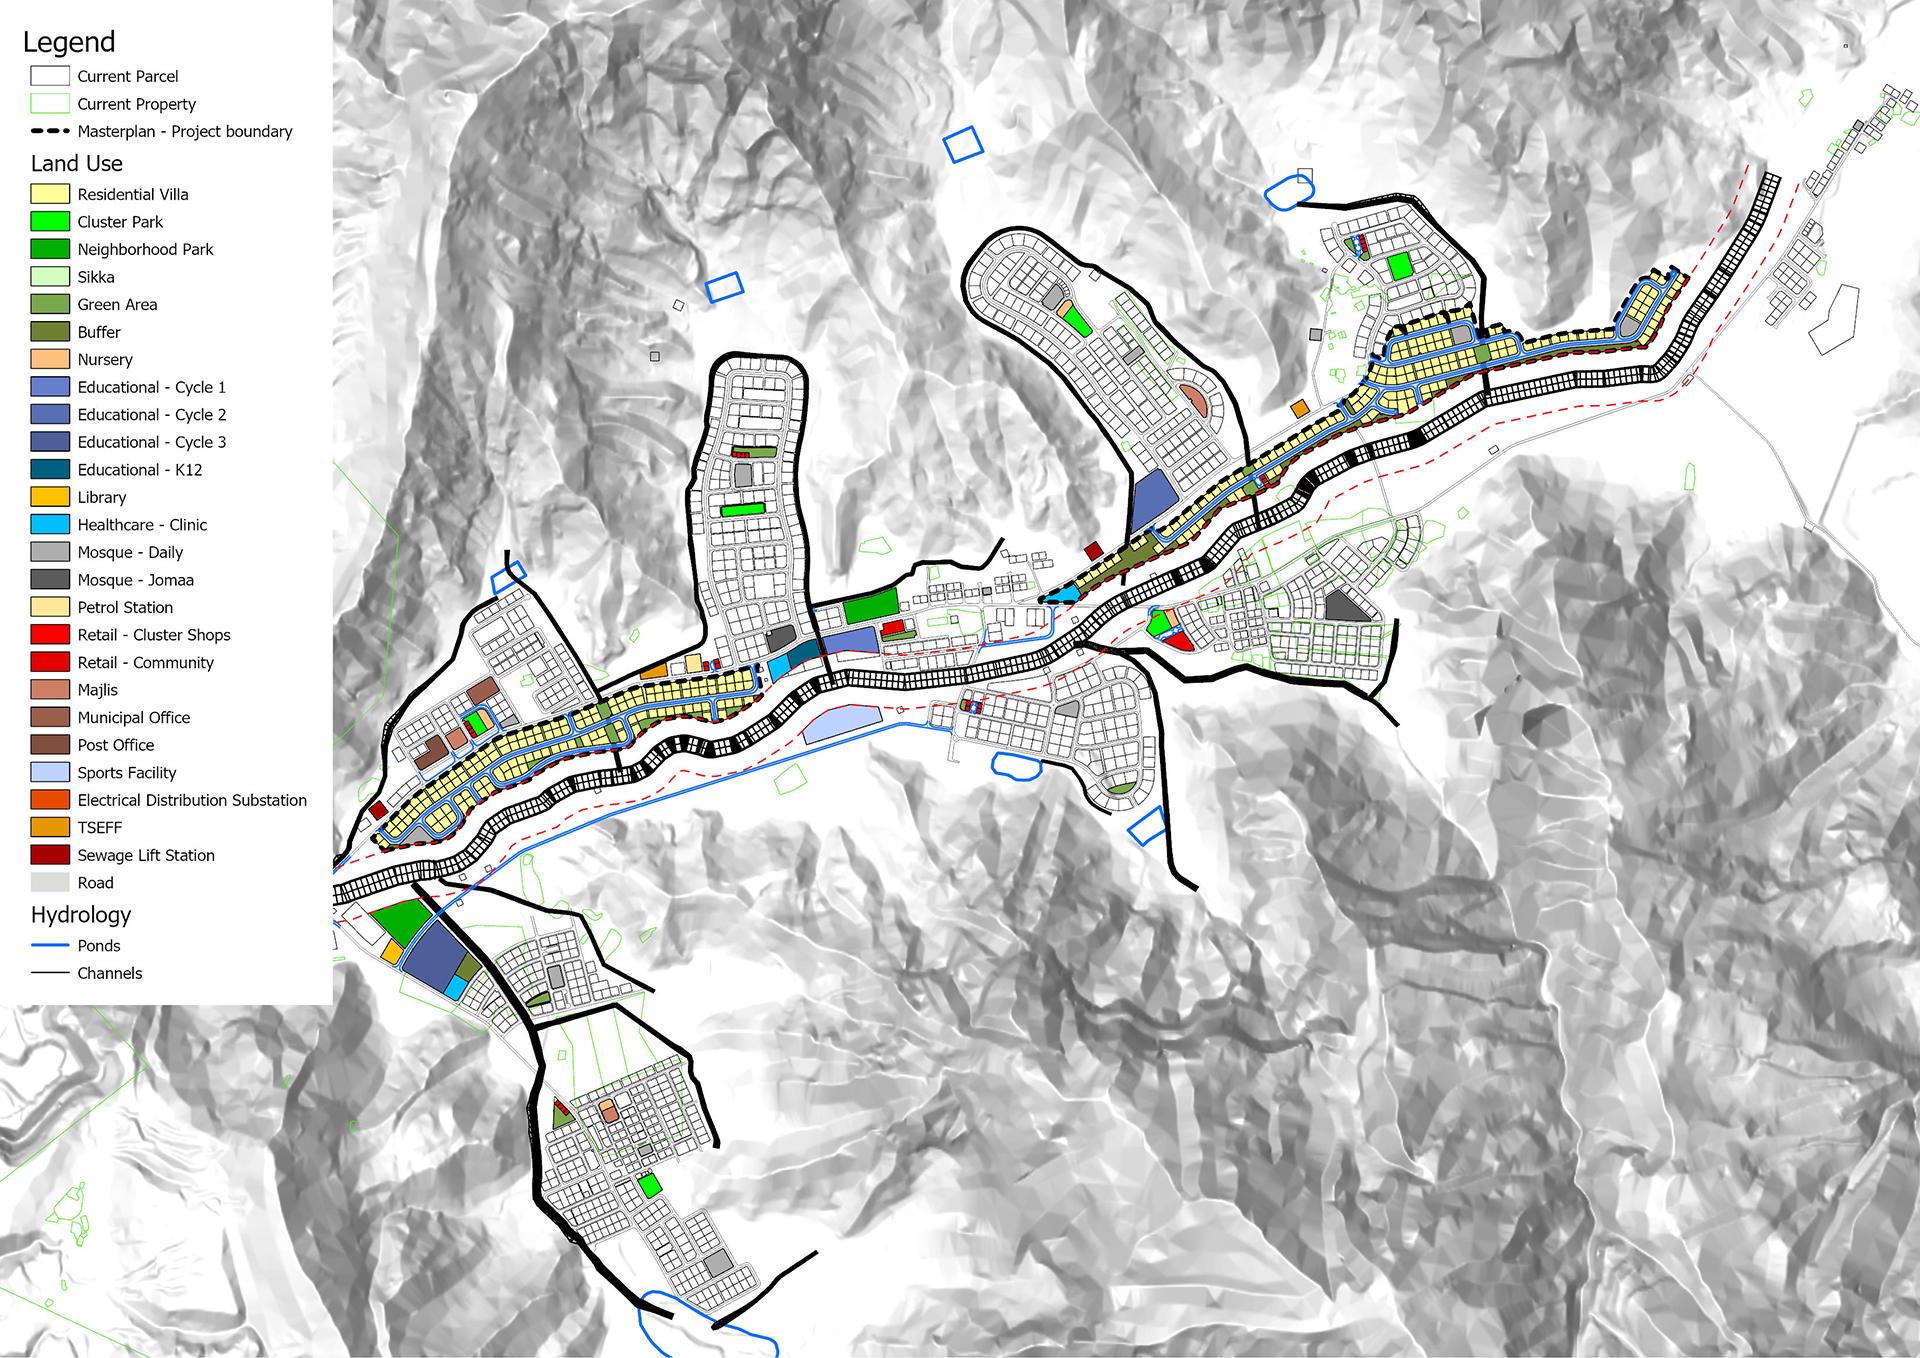 Legend
Current Parcel
Current Property
Masterplan - Project boundary
Land Use
Residential Villa
Cluster Park
Neighborhood Park
Sikka
Green Area
Buffer
Nursery
Educational - Cycle 1
Educational - Cycle 2
Educational - Cycle 3
Educational - K12
Library
Healthcare - Clinic
Mosque - Daily
Mosque - Jomaa
Petrol Station
Retail - Cluster Shops
Retail - Community
Majlis
Municipal Office
Post Office
Sports Facility
Electrical Distribution Substation
TSEFF
Sewage Lift Station
Road
Hydrology
Ponds
Channels